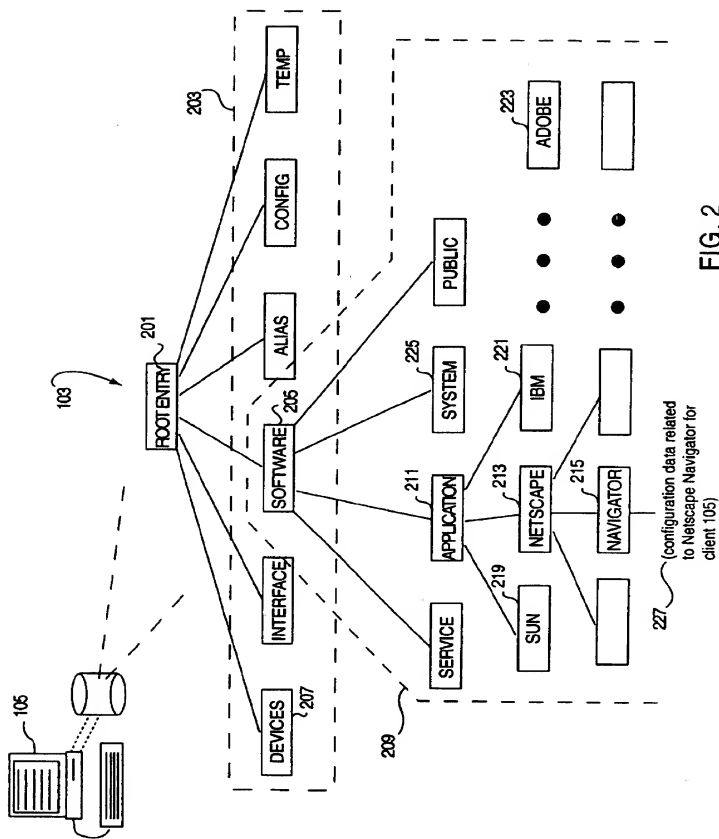 105
103
201
ROOT ENTRY
203
DEVICES
207
INTERFACE
SOFTWARE
205
ALIAS
CONFIG
TEMP
209
SERVICE
211
APPLICATION
225
SYSTEM
PUBLIC
219
SUN
213
NETSCAPE
221
IBM
223
ADOBE
215
NAVIGATOR
227
(configuration data related
to Netscape Navigator for
client 105)
FIG. 2